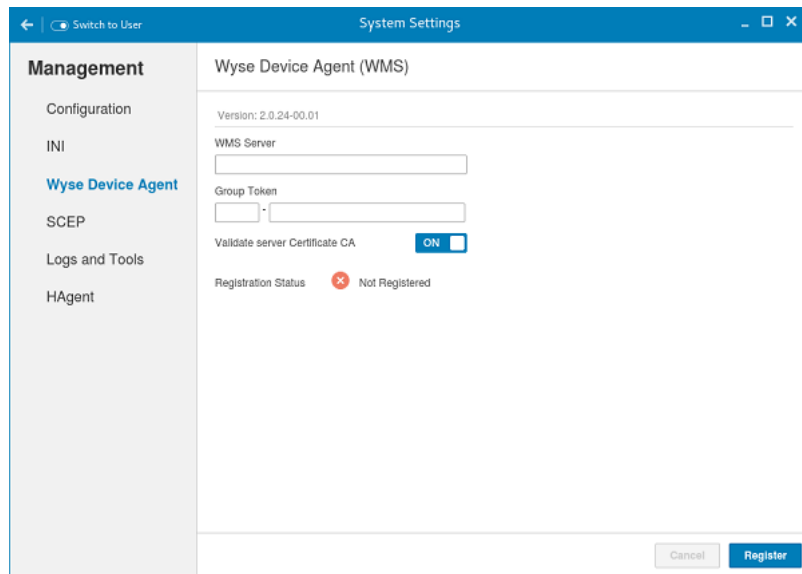 Switch to User
System Settings
Management
Configuration
INI
Wyse Device Agent
SCEP
Logs and Tools
HAgent
Wyse Device Agent (WMS)
Version: 2.0.24-00.01
WMS Server
Group Token
-
Validate server Certificate CA ON
Registration Status Not Registered
Cancel Register